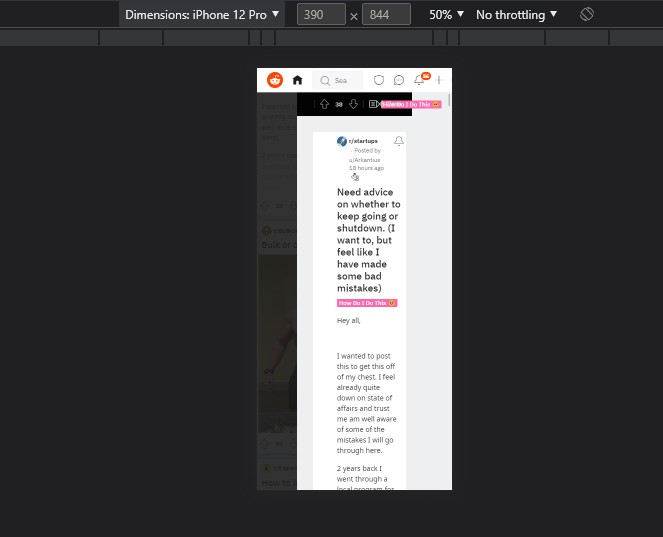 Dimensions: iPhone 12 Pro ▼ 390 × 844 50% ▼ No throttling ▼
Sea
38 How Do I Do This
r/startups
· Posted by
u/Arkantius
18 hours ago
Need advice
on whether to
keep going or
shutdown. (I
want to, but
feel like I
have made
some bad
mistakes)
How Do I Do This
Hey all,
I wanted to post
this to get this off
of my chest. I feel
already quite
down on state of
affairs and trust
me am well aware
of some of the
mistakes I will go
through here.
2 years back I
went through a
local program for